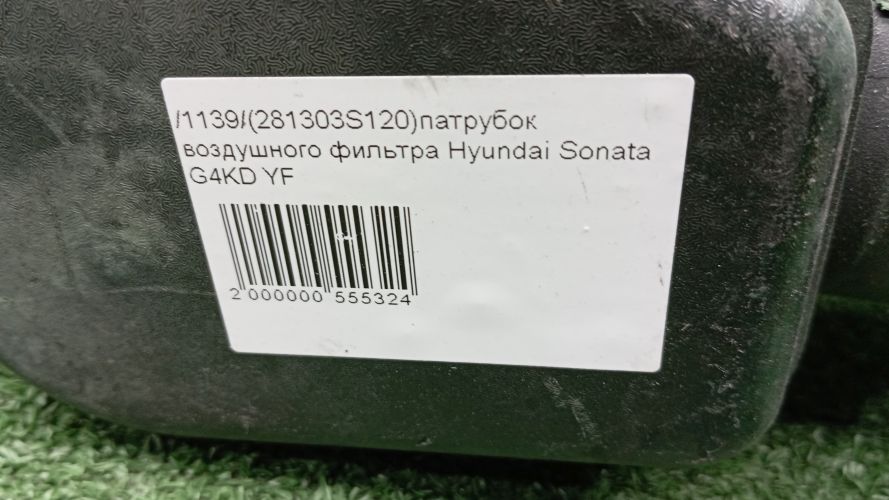 /1139/(281303S120)патрубок
воздушного фильтра Hyundai Sonata
G4KD YF
2 000000 555324